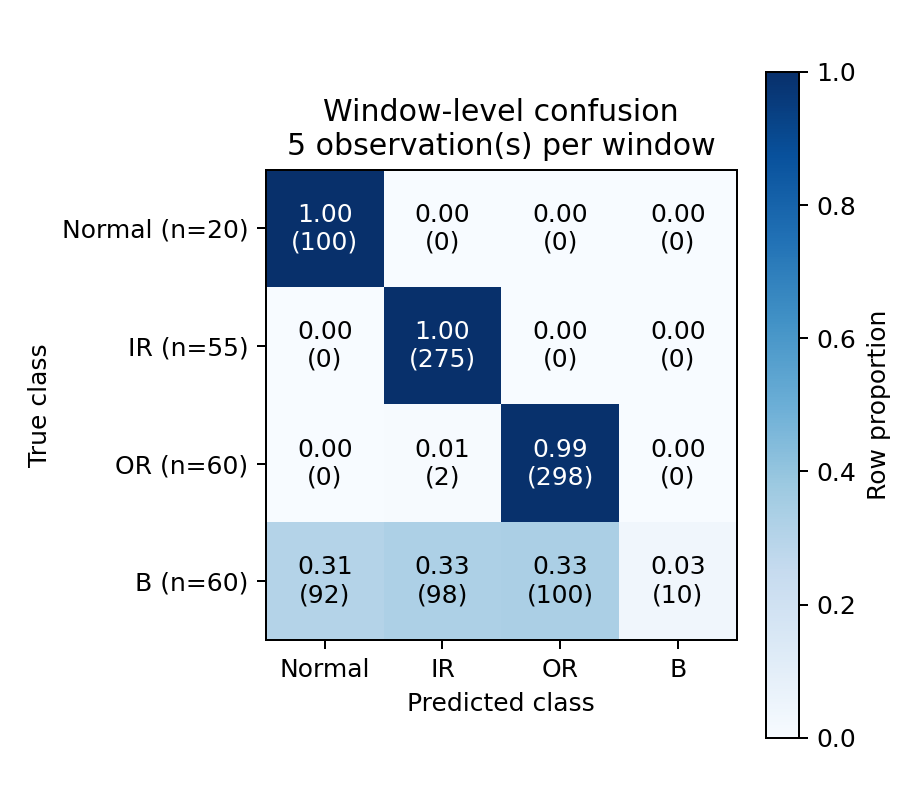 Window-level confusion
5 observation(s) per window
True class
Normal (n=20)
1.00 0.00 0.00 0.00
(100) (0) (0) (0)
IR (n=55)
0.00 1.00 0.00 0.00
(0) (275) (0) (0)
OR (n=60)
0.00 0.01 0.99 0.00
(0) (2) (298) (0)
B (n=60)
0.31 0.33 0.33 0.03
(92) (98) (100) (10)
Normal IR OR B
Predicted class
1.0
0.8
0.6
0.4
0.2
0.0
Row proportion